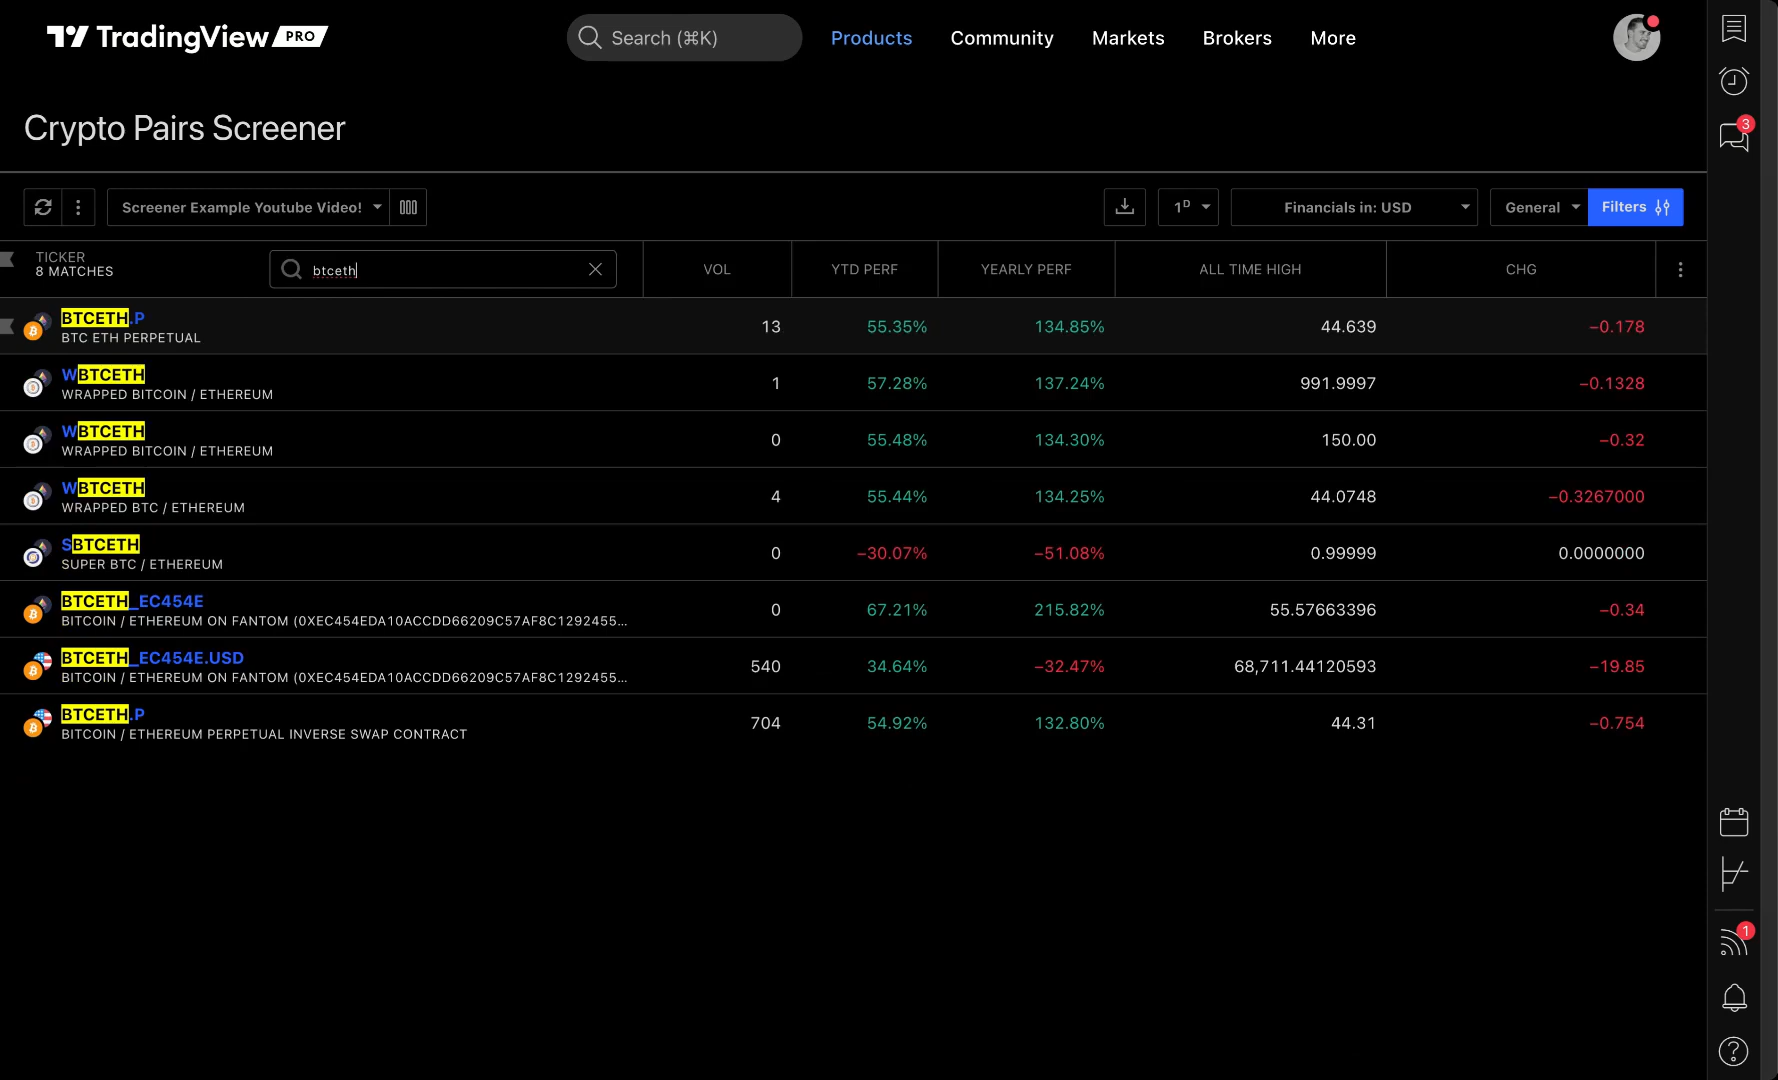 TradingView PRO
Search (⌘K)
Products
Community
Markets
Brokers
More
3
Crypto Pairs Screener
Screener Example Youtube Video!
1D
Financials in: USD
General
Filters
TICKER
8 MATCHES
btceth
VOL
YTD PERF
YEARLY PERF
ALL TIME HIGH
CHG
BTCETH.P
BTC ETH PERPETUAL
13
55.35%
134.85%
44.639
−0.178
WBTCETH
WRAPPED BITCOIN / ETHEREUM
1
57.28%
137.24%
991.9997
−0.1328
WBTCETH
WRAPPED BITCOIN / ETHEREUM
0
55.48%
134.30%
150.00
−0.32
WBTCETH
WRAPPED BTC / ETHEREUM
4
55.44%
134.25%
44.0748
−0.3267000
SBTCETH
SUPER BTC / ETHEREUM
0
−30.07%
−51.08%
0.99999
0.0000000
BTCETH_EC454E
BITCOIN / ETHEREUM ON FANTOM (0XEC454EDA10ACCDD66209C57AF8C1292455...
0
67.21%
215.82%
55.57663396
−0.34
BTCETH_EC454E.USD
BITCOIN / ETHEREUM ON FANTOM (0XEC454EDA10ACCDD66209C57AF8C1292455...
540
34.64%
−32.47%
68,711.44120593
−19.85
BTCETH.P
BITCOIN / ETHEREUM PERPETUAL INVERSE SWAP CONTRACT
704
54.92%
132.80%
44.31
−0.754
1